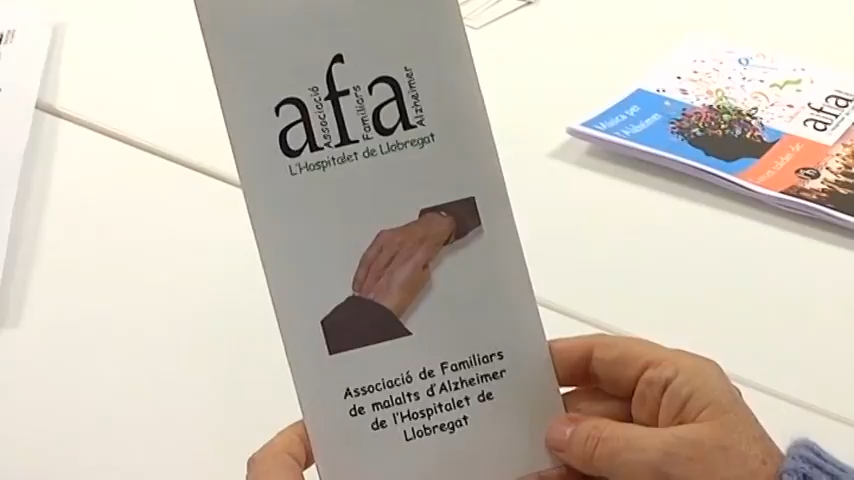 afa
Associació
Familiars
Alzheimer
L'Hospitalet de Llobregat
Associació de Familiars
de malalts d'Alzheimer
de l'Hospitalet de
Llobregat
Música per
l'Alzheimer
afa